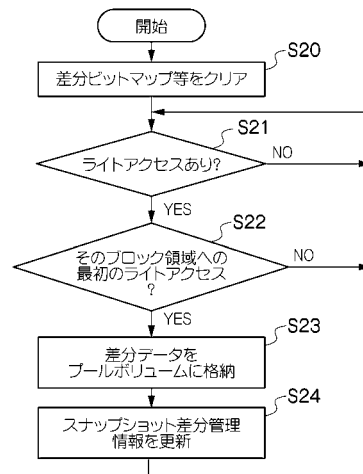 開始
S20
差分ビットマップ等をクリア
S21
ライトアクセスあり?
NO
YES
S22
そのブロック領域への
最初のライトアクセス
?
NO
YES
S23
差分データを
プールボリュームに格納
S24
スナップショット差分管理
情報を更新